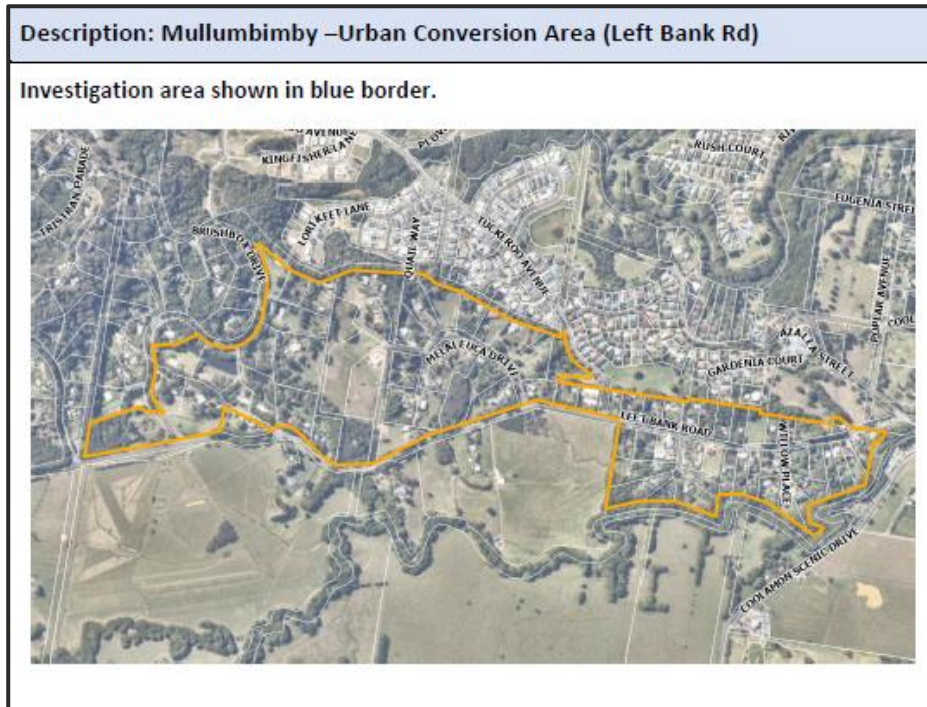 Description: Mullumbimby –Urban Conversion Area (Left Bank Rd)
Investigation area shown in blue border.
AVENUE
KINGFISHER LANE
RUSH COURT
TRISTRAN PARADE
LORIKEET LANE
EUGENIA STREET
BRUSHBOX DRIVE
QUAIL WAY
TUCKEROO AVENUE
POPLAR AVENUE
AZALEA STREET
MELALEUCA DRIVE
GARDENIA COURT
LEFT BANK ROAD
WILLOW PLACE
COOLAMON SCENIC DRIVE